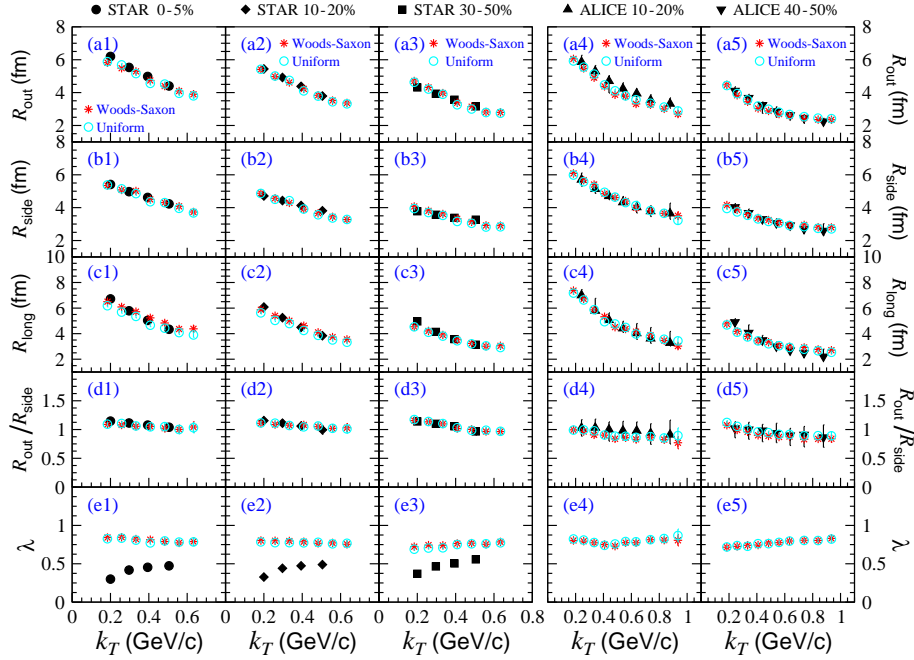 STAR 0-5% STAR 10-20% STAR 30-50% ALICE 10-20% ALICE 40-50%
R_out (fm) 8 6 4 2 (a1) Woods-Saxon Uniform (a2) Woods-Saxon Uniform (a3) Woods-Saxon Uniform (a4) Woods-Saxon Uniform (a5) Woods-Saxon Uniform 8 6 4 2 R_out (fm)
R_side (fm) 6 4 2 (b1) (b2) (b3) (b4) (b5) 6 4 2 R_side (fm)
R_long (fm) 8 6 4 2 (c1) (c2) (c3) 10 8 6 4 2 (c4) (c5) R_long (fm)
R_out/R_side 1.5 1 0.5 (d1) (d2) (d3) 1.5 1 0.5 0 (d4) (d5) R_out/R_side
λ 1 0.5 0 (e1) (e2) (e3) 1 0.5 0 (e4) (e5) λ
0.2 0.4 0.6 0.2 0.4 0.6 0.2 0.4 0.6 0.8 0.2 0.4 0.6 0.8 1 0.2 0.4 0.6 0.8 1
k_T (GeV/c) k_T (GeV/c) k_T (GeV/c) k_T (GeV/c) k_T (GeV/c)